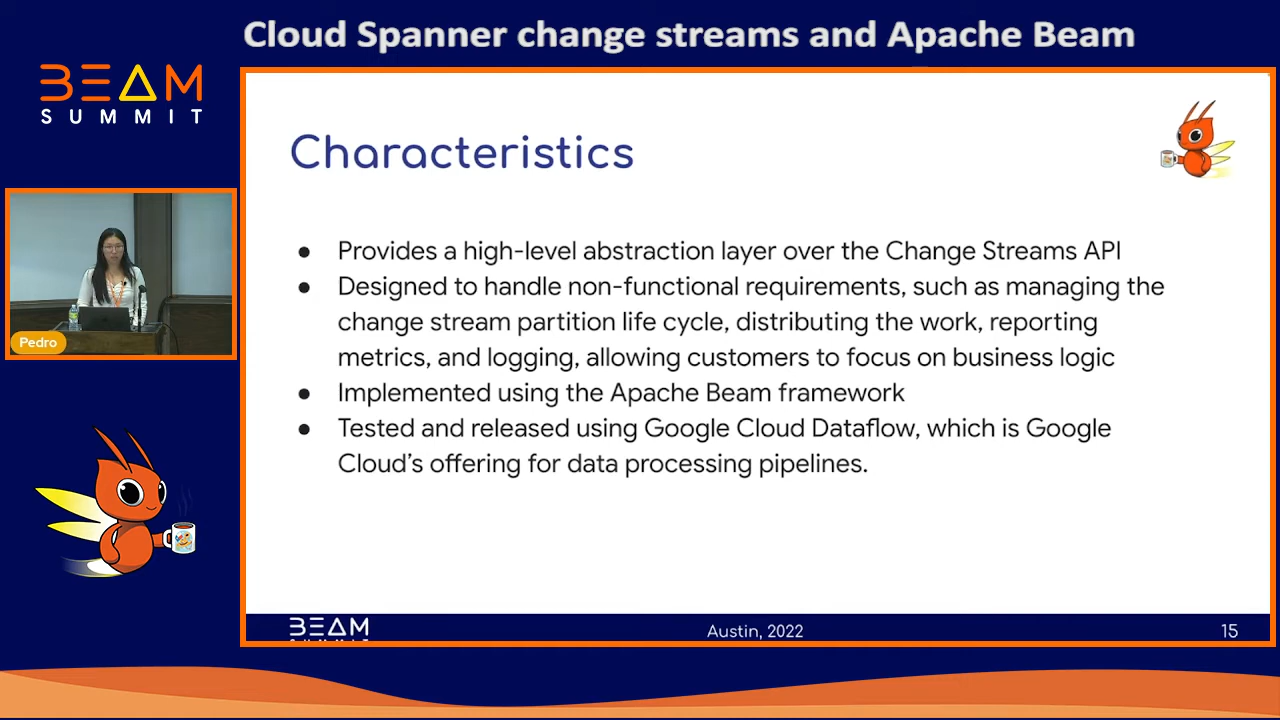 Cloud Spanner change streams and Apache Beam
BEAM
SUMMIT
Characteristics
● Provides a high-level abstraction layer over the Change Streams API
● Designed to handle non-functional requirements, such as managing the
change stream partition life cycle, distributing the work, reporting
metrics, and logging, allowing customers to focus on business logic
● Implemented using the Apache Beam framework
● Tested and released using Google Cloud Dataflow, which is Google
Cloud’s offering for data processing pipelines.
Pedro
BEAM
Austin, 2022
15